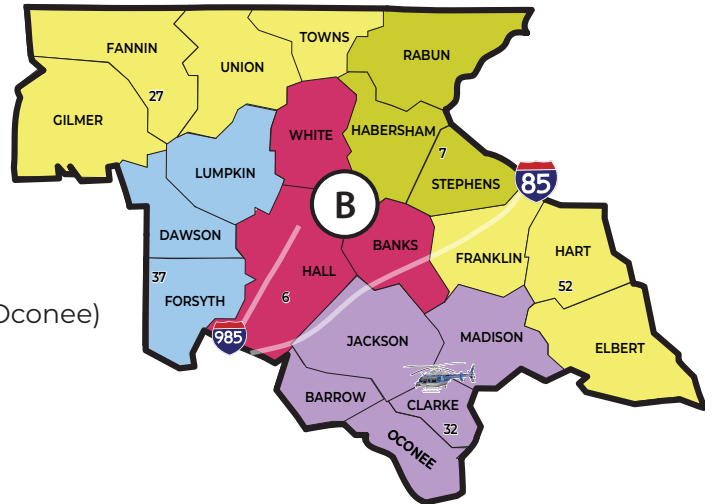 TOWNS
FANNIN
RABUN
UNION
27
GILMER
WHITE
HABERSHAM
7
LUMPKIN
STEPHENS
85
B
DAWSON
BANKS
FRANKLIN
HART
HALL
37
52
6
FORSYTH
Oconee)
985
JACKSON
MADISON
ELBERT
BARROW
CLARKE
32
OCONEE